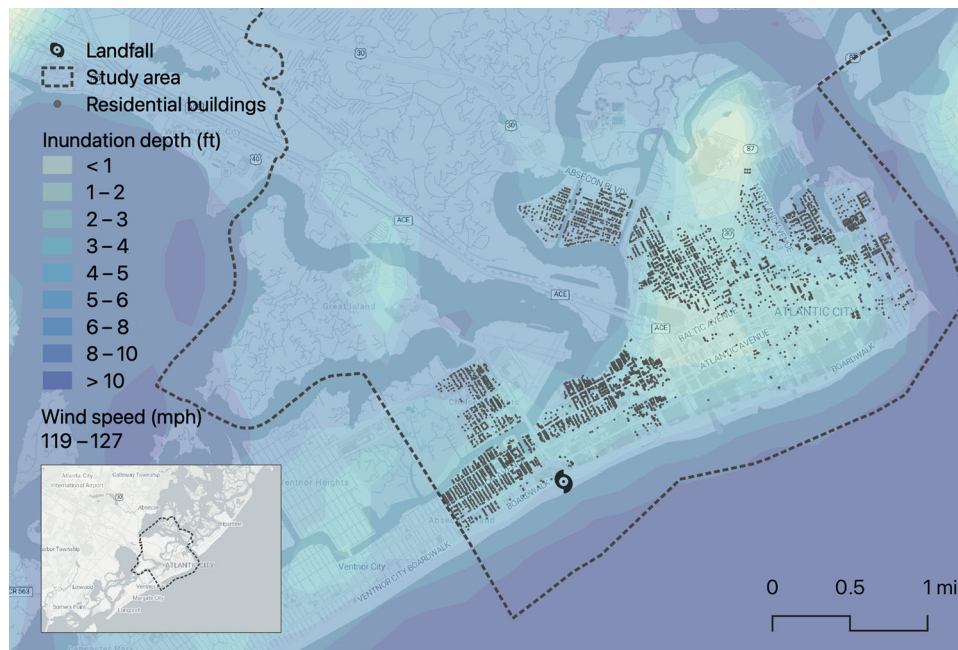 Landfall
Study area
Residential buildings
Inundation depth (ft)
< 1
1 – 2
2 – 3
3 – 4
4 – 5
5 – 6
6 – 8
8 – 10
> 10
Wind speed (mph)
119 – 127
30
40
30
87
30
ACE
ACE
ACE
ABSECON BLVD
Great Island
BALTIC AVENUE
ATLANTIC AVENUE
ATLANTIC CITY
BOARDWALK
BOARDWALK
Ventnor Heights
Ventnor City
VENTNOR CITY BOARDWALK
CR 563
Atlantic City
International Airport
Galloway Township
Absecon
Brigantine
ATLANTIC CITY
Linwood
Somers Point
Margate City
Longport
0
0.5
1 mi